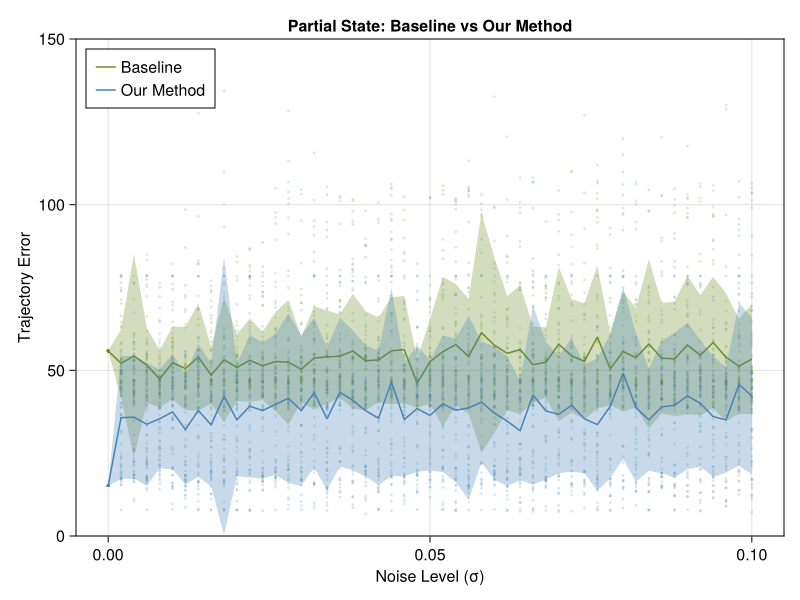 Partial State: Baseline vs Our Method
150
100
50
0
Trajectory Error
Baseline
Our Method
0.00
0.05
0.10
Noise Level (σ)